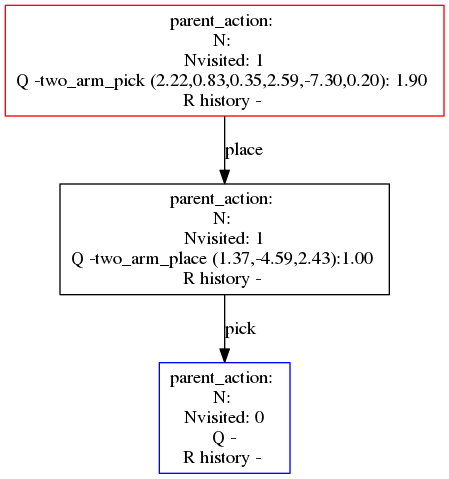 parent_action:
N:
Nvisited: 1
Q -two_arm_pick (2.22,0.83,0.35,2.59,-7.30,0.20): 1.90
R history -
place
parent_action:
N:
Nvisited: 1
Q -two_arm_place (1.37,-4.59,2.43):1.00
R history -
pick
parent_action:
N:
Nvisited: 0
Q -
R history -